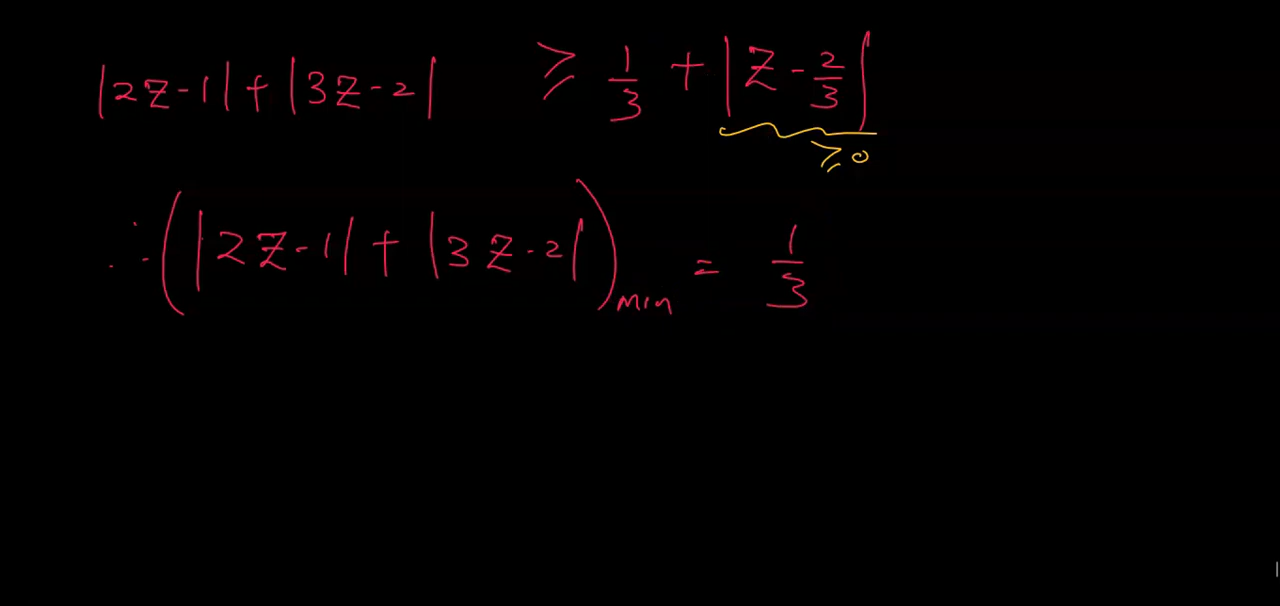 |2Z-1|+|3Z-2| ≥ 1/3 + |Z-2/3|
≥0
∴(|2Z-1|+|3Z-2|)min = 1/3